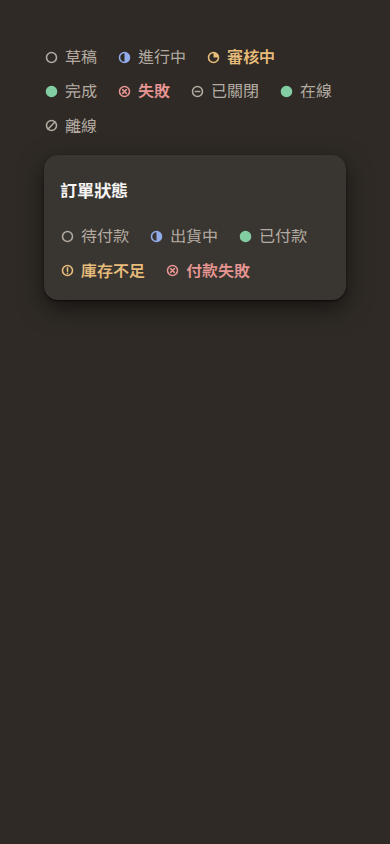 草稿 進行中 審核中
完成 失敗 已關閉 在線
離線
訂單狀態
待付款 出貨中 已付款
庫存不足 付款失敗